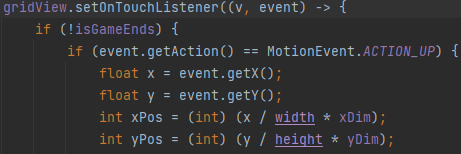 gridView.setOnTouchListener((v, event) -> {
if (!isGameEnds) {
if (event.getAction() == MotionEvent.ACTION_UP) {
float x = event.getX();
float y = event.getY();
int xPos = (int) (x / width * xDim);
int yPos = (int) (y / height * yDim);